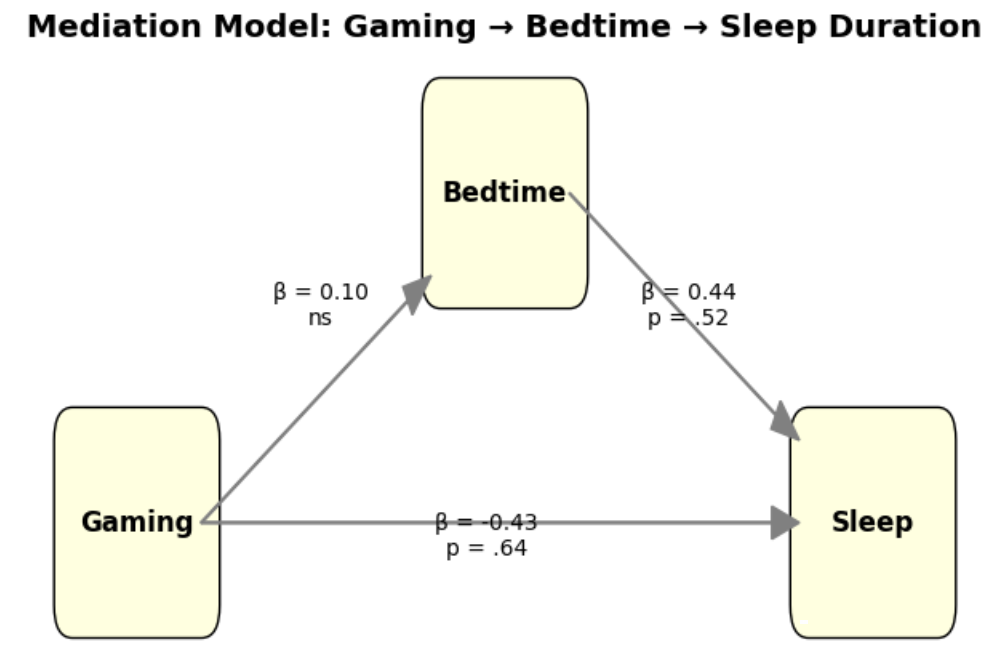 Mediation Model: Gaming → Bedtime → Sleep Duration
Bedtime
β = 0.10
ns
β = 0.44
p = .52
Gaming
β = -0.43
p = .64
Sleep